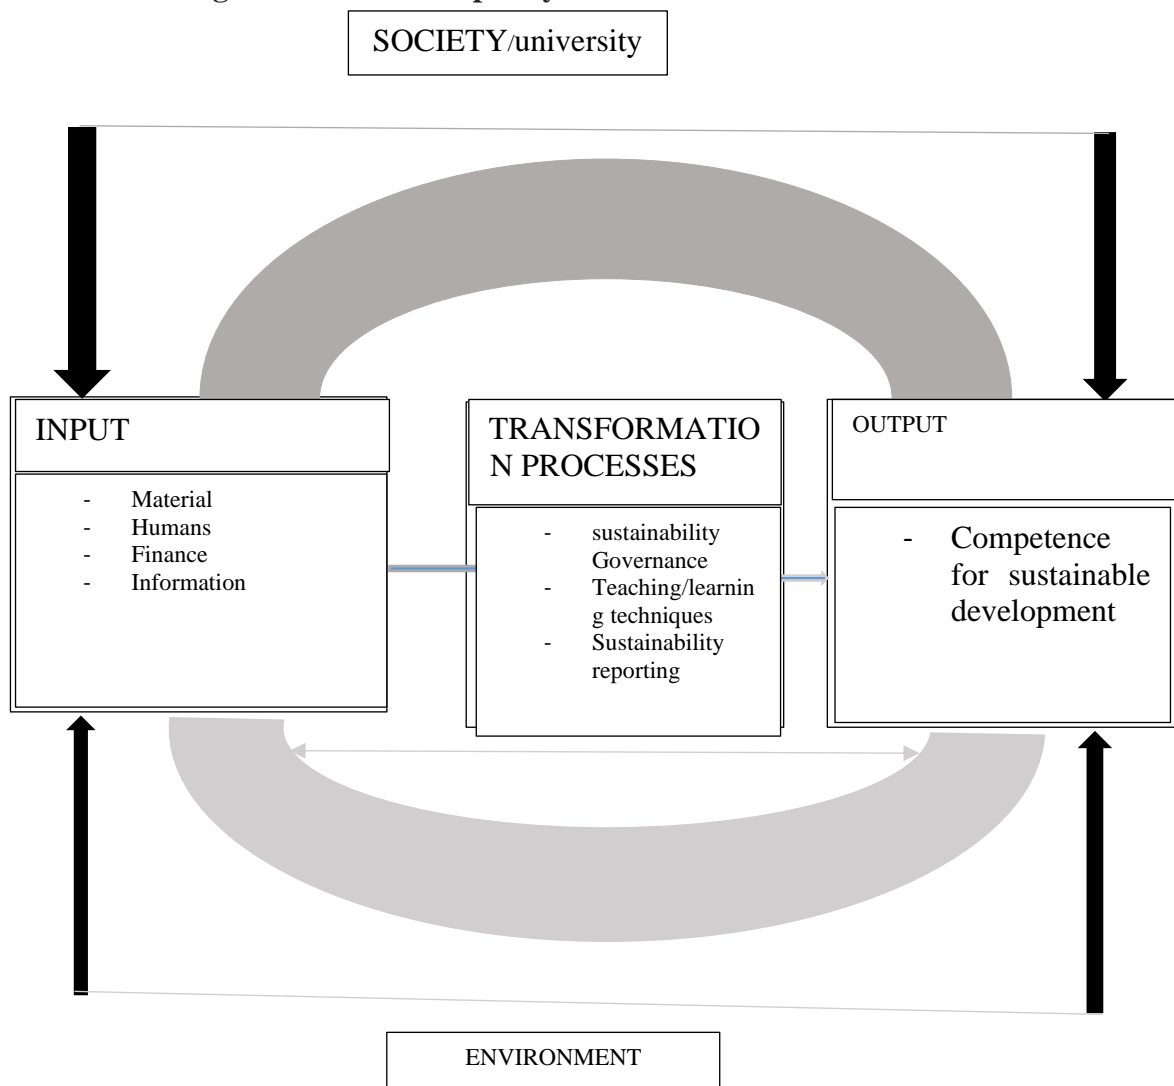 SOCIETY/university
INPUT
- Material
- Humans
- Finance
- Information
TRANSFORMATIO
N PROCESSES
- sustainability
Governance
- Teaching/learnin
g techniques
- Sustainability
reporting
OUTPUT
- Competence
for sustainable
development
ENVIRONMENT